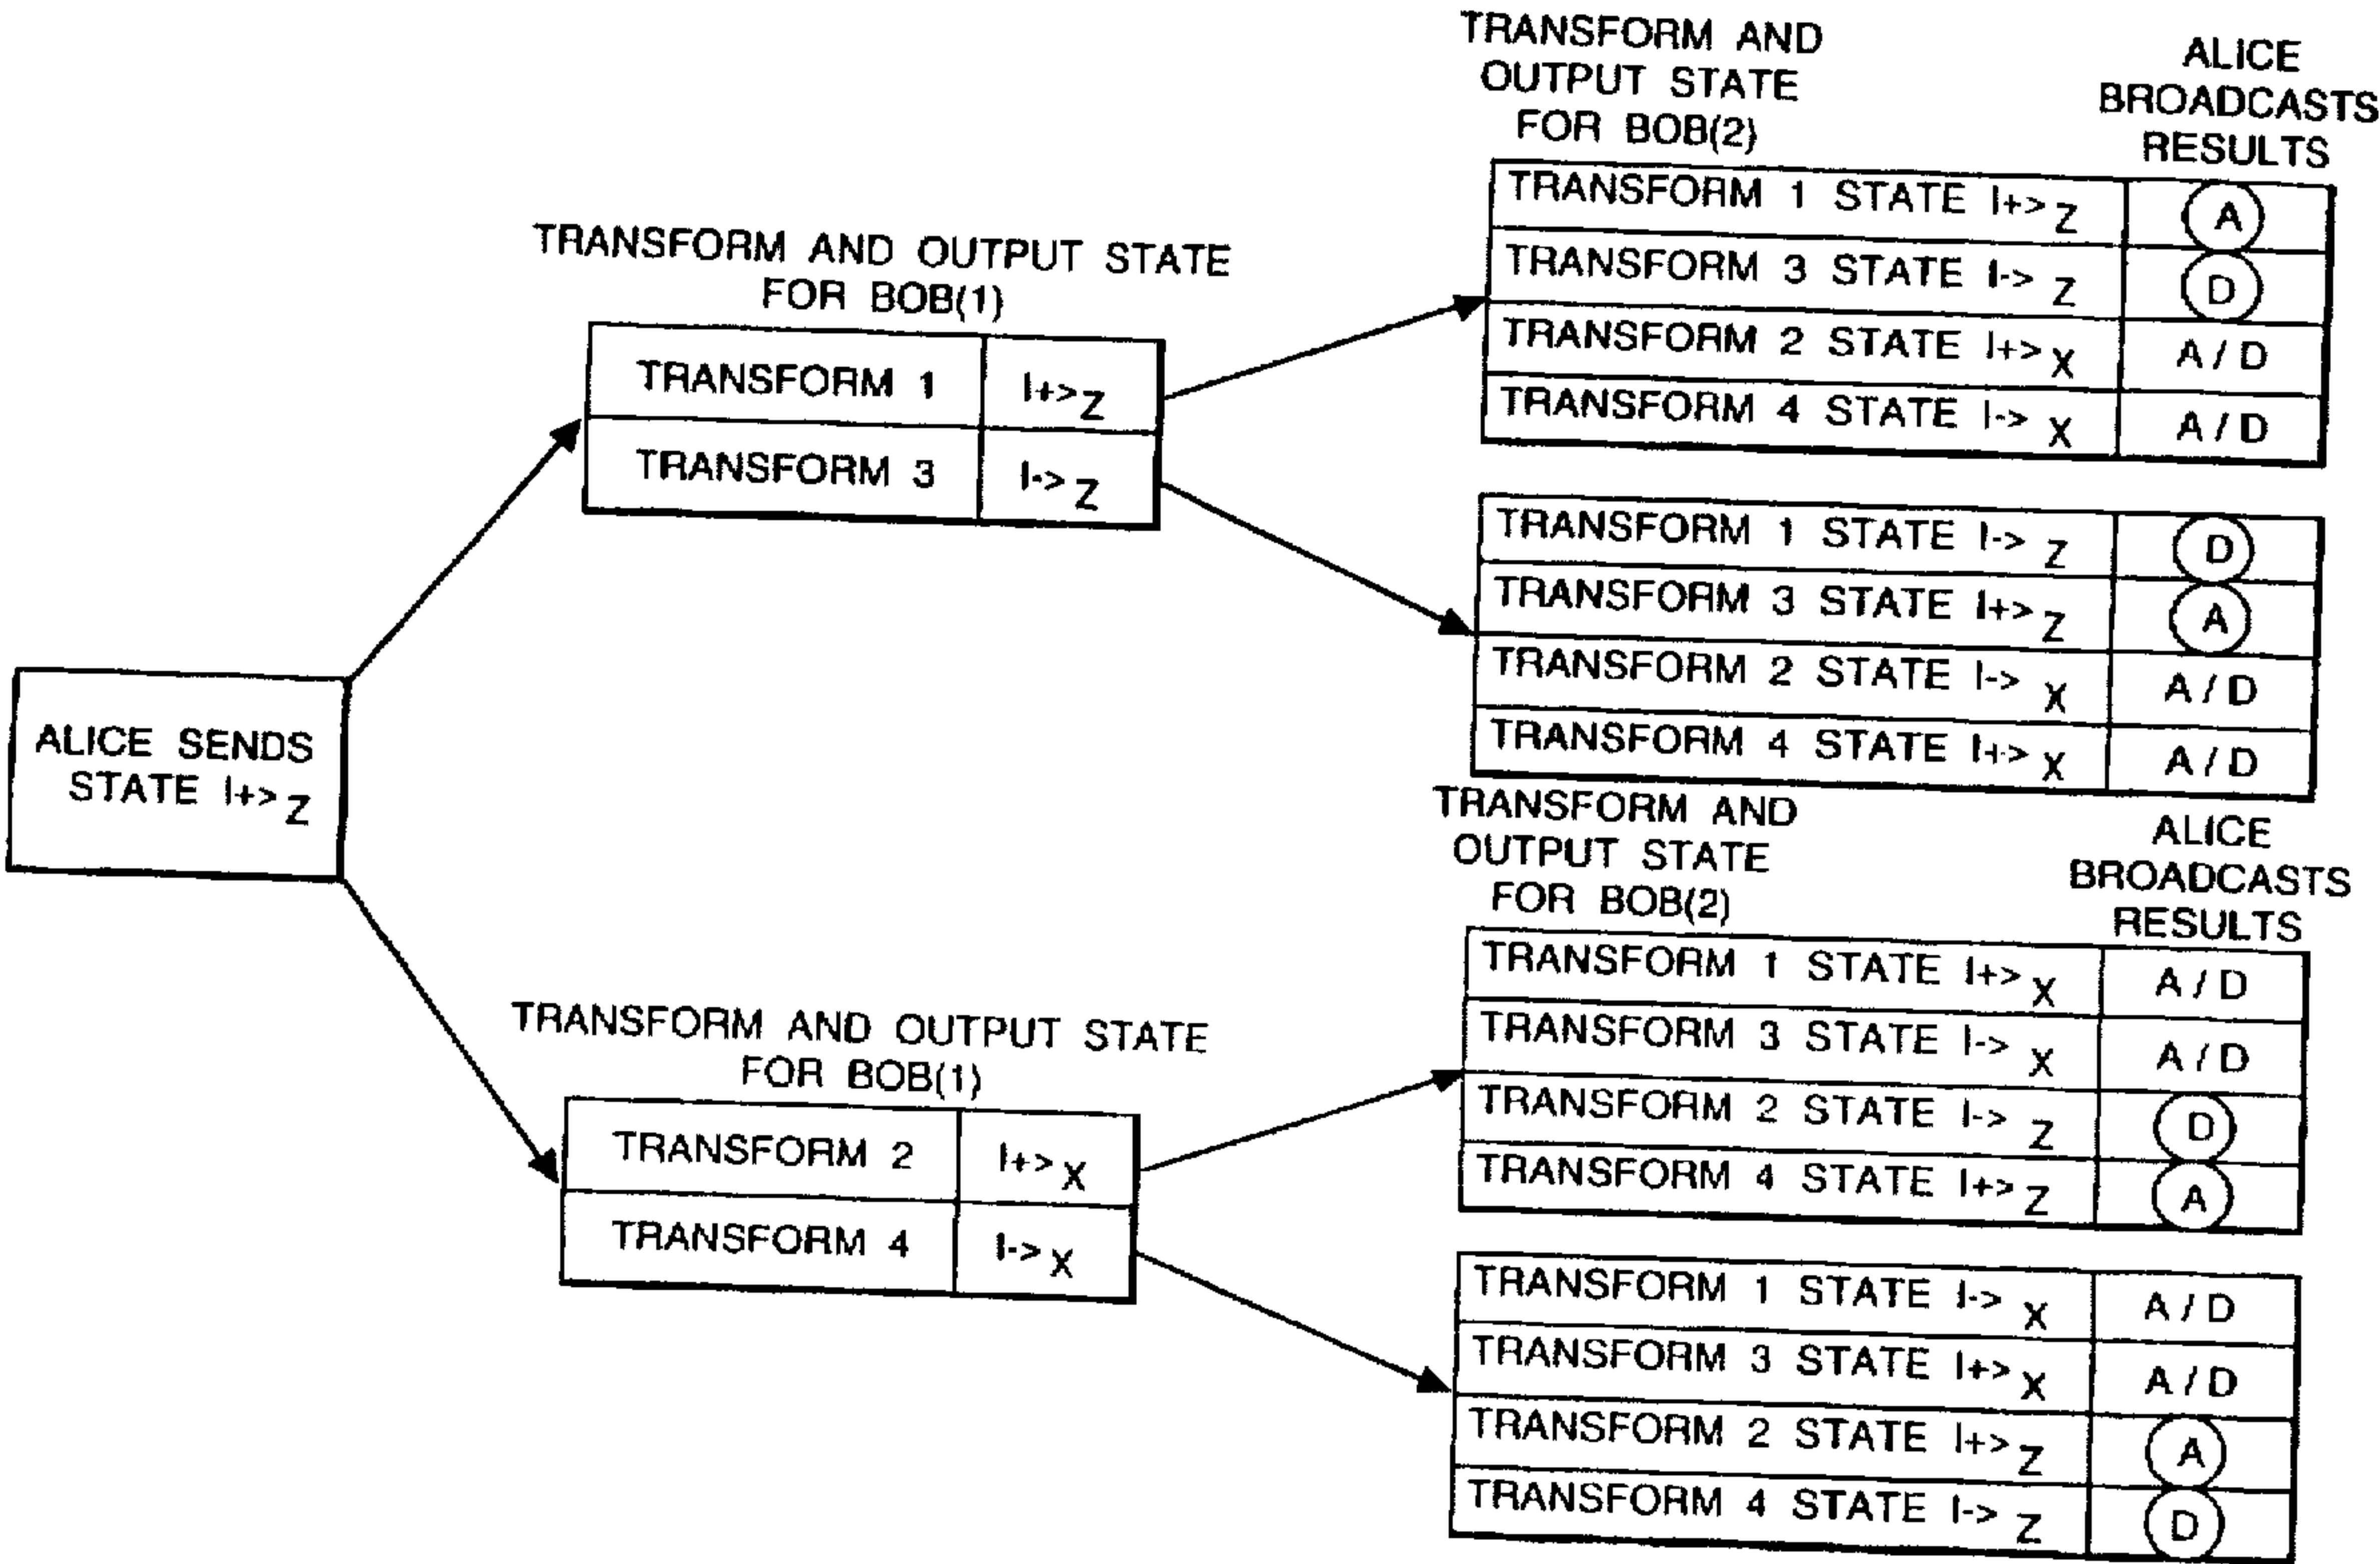 TRANSFORM AND
OUTPUT STATE
FOR BOB(2)
ALICE
BROADCASTS
RESULTS
TRANSFORM 1 STATE I+>Z A
TRANSFORM 3 STATE I->Z D
TRANSFORM 2 STATE I+>X A / D
TRANSFORM 4 STATE I->X A / D
TRANSFORM AND OUTPUT STATE
FOR BOB(1)
TRANSFORM 1 I+>Z
TRANSFORM 3 I->Z
TRANSFORM 1 STATE I->Z D
TRANSFORM 3 STATE I+>Z A
TRANSFORM 2 STATE I->X A / D
TRANSFORM 4 STATE I+>X A / D
ALICE SENDS
STATE I+>Z
TRANSFORM AND
OUTPUT STATE
FOR BOB(2)
ALICE
BROADCASTS
RESULTS
TRANSFORM 1 STATE I+>X A / D
TRANSFORM 3 STATE I->X A / D
TRANSFORM 2 STATE I->Z D
TRANSFORM 4 STATE I+>Z A
TRANSFORM AND OUTPUT STATE
FOR BOB(1)
TRANSFORM 2 I+>X
TRANSFORM 4 I->X
TRANSFORM 1 STATE I->X A / D
TRANSFORM 3 STATE I+>X A / D
TRANSFORM 2 STATE I+>Z A
TRANSFORM 4 STATE I->Z D